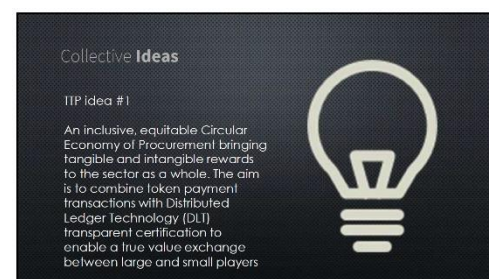 Collective Ideas
TTP idea #1
An inclusive, equitable Circular
Economy of Procurement bringing
tangible and intangible rewards
to the sector as a whole. The aim
is to combine token payment
transactions with Distributed
Ledger Technology (DLT)
transparent certification to
enable a true value exchange
between large and small players